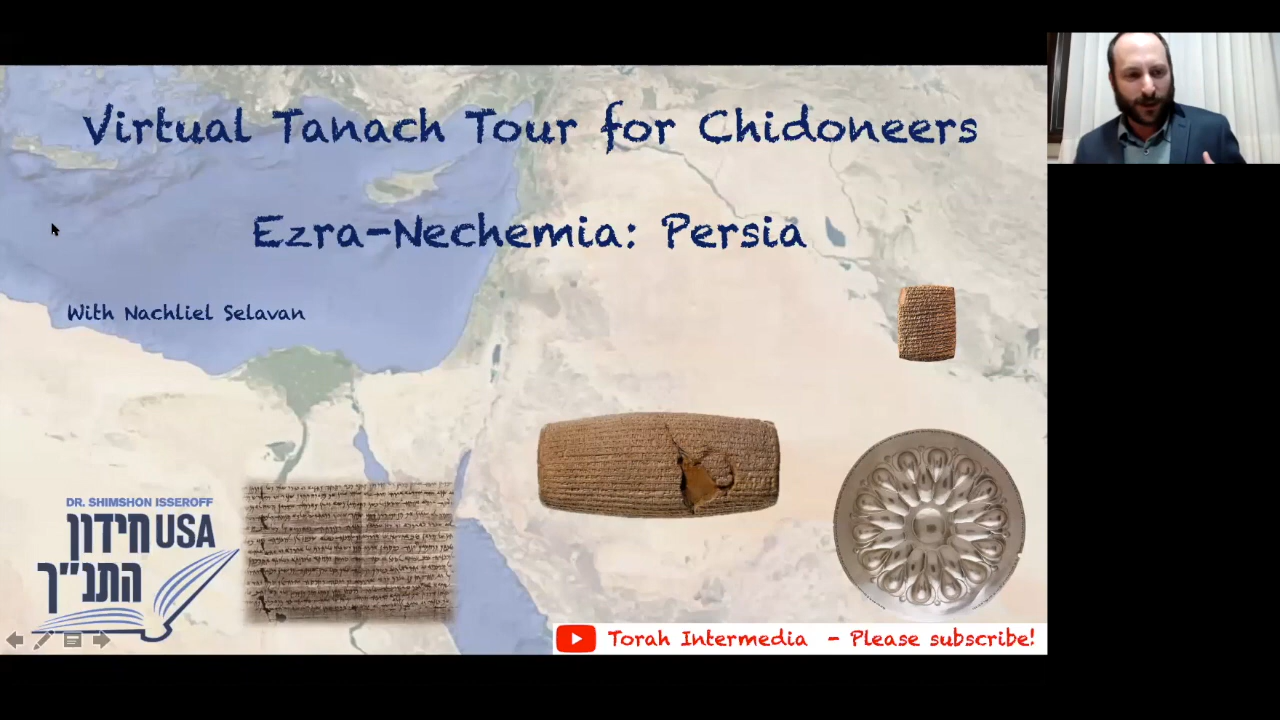 Virtual Tanach Tour for Chidoneers
Ezra-Nechemia: Persia
With Nachliel Selavan
DR. SHIMSHON ISSEROFF
חידון USA
התנ"ך
Torah Intermedia - Please subscribe!